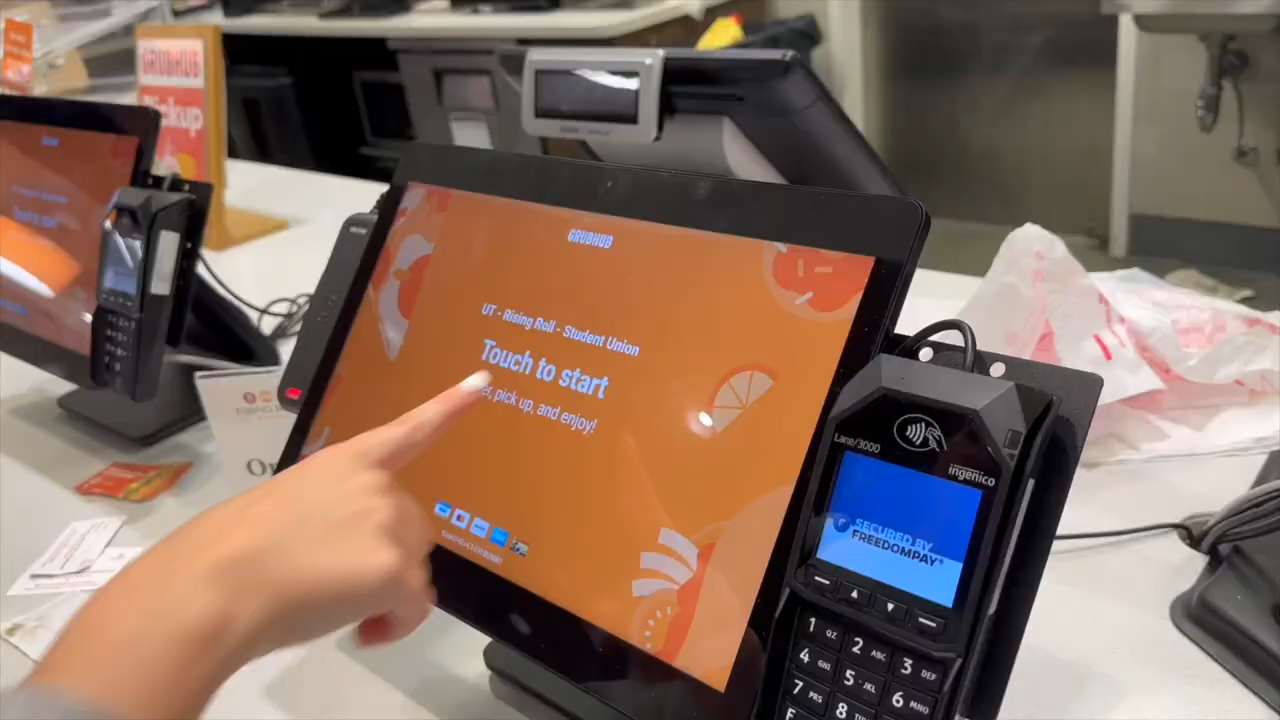 GRUBHUB
GRUBHUB
UT - Rising Roll - Student Union
Touch to start
pick up, and enjoy!
Lane/3000
ingenico
SECURED BY
FREEDOMPAY
1 QZ
2 ABC
3 DEF
4 GHI
5 JKL
6 MNO
7 PRS
8